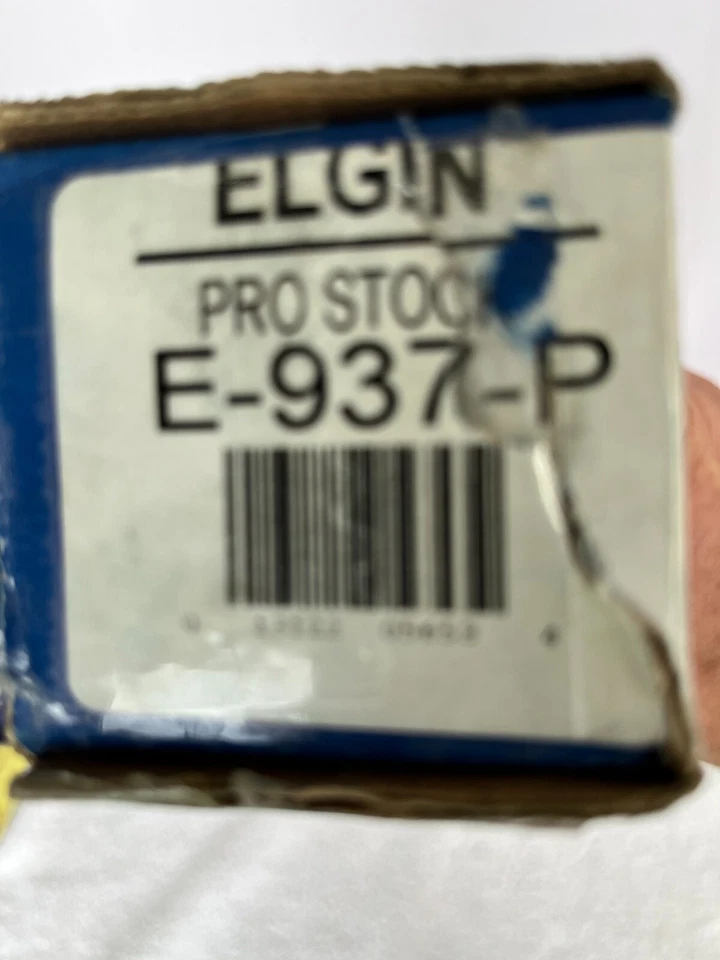 ELGIN
PRO STOCK
E-937-P